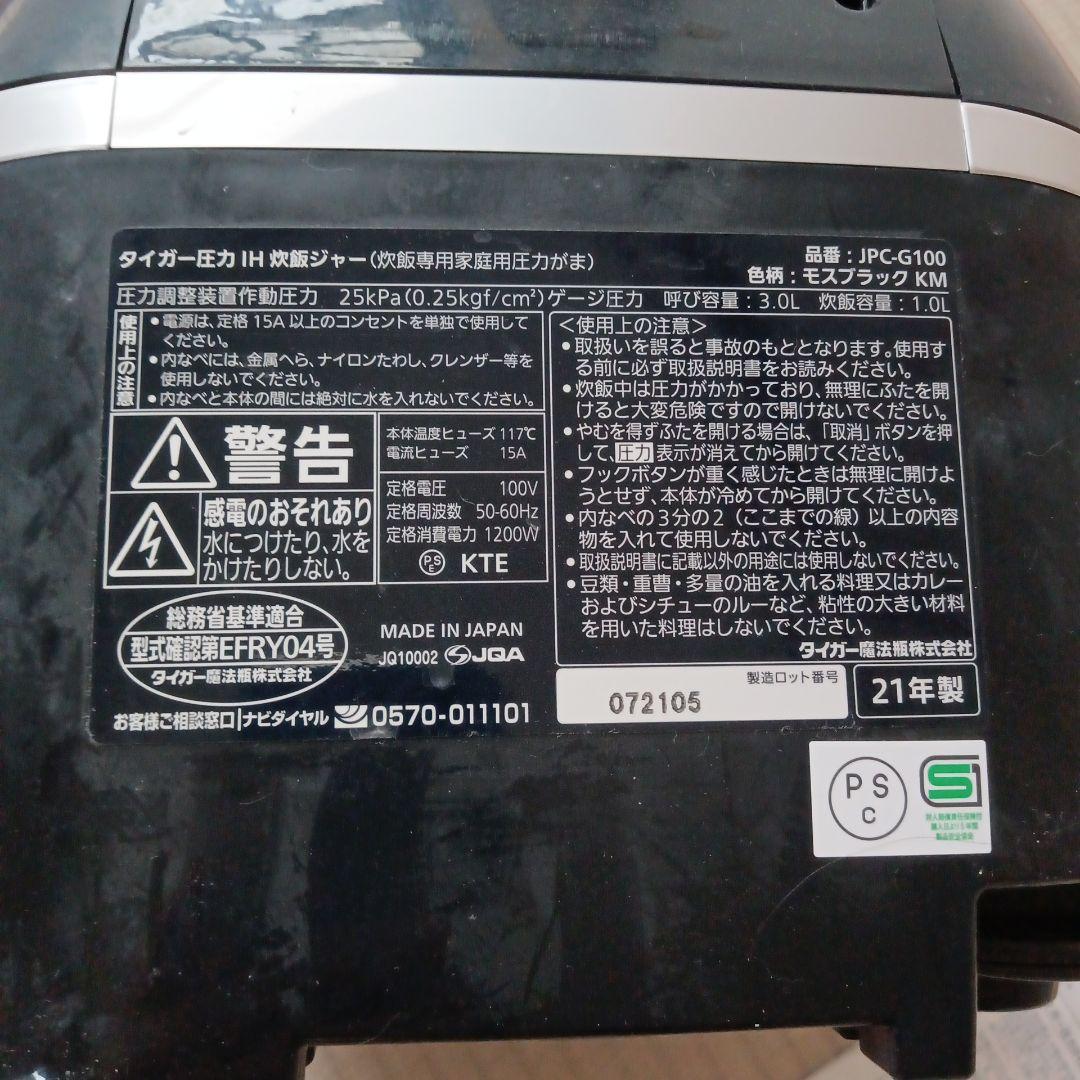 タイガー圧力IH炊飯ジャー(炊飯専用家庭用圧力がま)
品番：JPC-G100
色柄：モスブラック KM
圧力調整装置作動圧力 25kPa(0.25kgf/cm²)ゲージ圧力 呼び容量：3.0L 炊飯容量：1.0L
使用上の注意
•電源は、定格15A以上のコンセントを単独で使用して
ください。
•内なべには、金属へら、ナイロンたわし、クレンザー等を
使用しないでください。
•内なべと本体の間には絶対に水を入れないでください。
警告
感電のおそれあり
水につけたり、水を
かけたりしない。
本体温度ヒューズ 117℃
電流ヒューズ 15A
定格電圧 100V
定格周波数 50-60Hz
定格消費電力 1200W
PSE KTE
総務省基準適合
型式確認第EFRY04号
タイガー魔法瓶株式会社
MADE IN JAPAN
JQ10002 JQA
お客様ご相談窓口 ナビダイヤル 0570-011101
＜使用上の注意＞
•取扱いを誤ると事故のもととなります。使用す
る前に必ず取扱説明書をお読みください。
•炊飯中は圧力がかかっており、無理にふたを開
けると大変危険ですので開けないでください。
•やむを得ずふたを開ける場合は、「取消」ボタンを押
して、圧力表示が消えてから開けてください。
•フックボタンが重く感じたときは無理に開けよ
うとせず、本体が冷めてから開けてください。
•内なべの3分の2（ここまでの線）以上の内容
物を入れて使用しないでください。
•取扱説明書に記載以外の用途には使用しないでください。
•豆類・重曹・多量の油を入れる料理又はカレー
およびシチューのルーなど、粘性の大きい材料
を用いた料理はしないでください。
タイガー魔法瓶株式会社
製造ロット番号
072105
21年製
PS
C
S
対人賠償責任保険付
購入日より5年間
製品安全協会